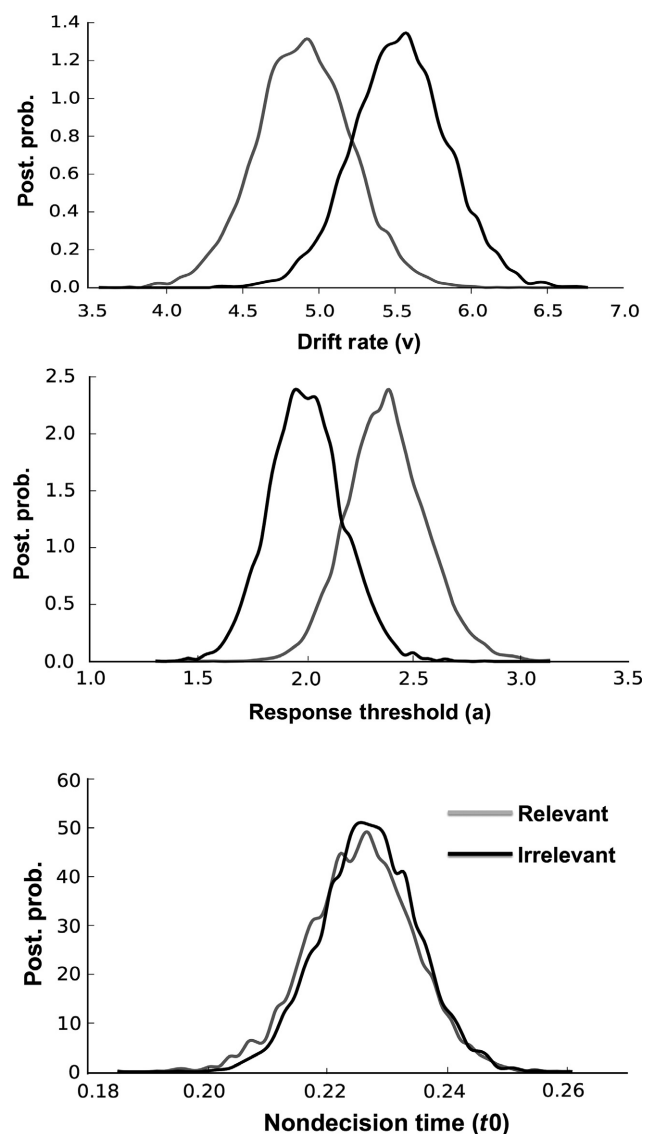 1.4
1.2
1.0
0.8
0.6
0.4
0.2
0.0
Post. prob.
3.5 4.0 4.5 5.0 5.5 6.0 6.5 7.0
Drift rate (v)
2.5
2.0
1.5
1.0
0.5
0.0
Post. prob.
1.0 1.5 2.0 2.5 3.0 3.5
Response threshold (a)
60
50
40
30
20
10
0
Post. prob.
Relevant
Irrelevant
0.18 0.20 0.22 0.24 0.26
Nondecision time (t0)